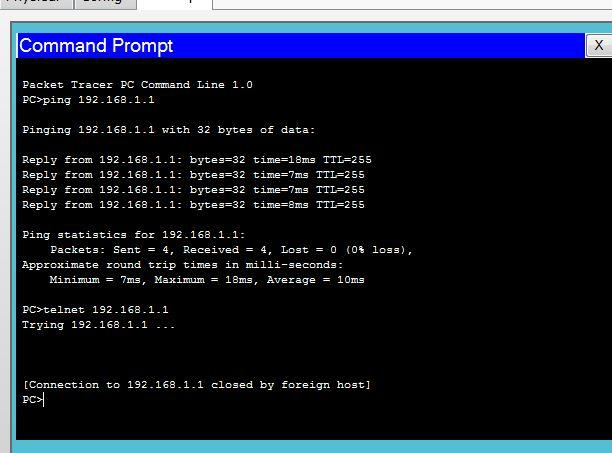 Command Prompt
X
Packet Tracer PC Command Line 1.0
PC>ping 192.168.1.1
Pinging 192.168.1.1 with 32 bytes of data:
Reply from 192.168.1.1: bytes=32 time=18ms TTL=255
Reply from 192.168.1.1: bytes=32 time=7ms TTL=255
Reply from 192.168.1.1: bytes=32 time=7ms TTL=255
Reply from 192.168.1.1: bytes=32 time=8ms TTL=255
Ping statistics for 192.168.1.1:
Packets: Sent = 4, Received = 4, Lost = 0 (0% loss),
Approximate round trip times in milli-seconds:
Minimum = 7ms, Maximum = 18ms, Average = 10ms
PC>telnet 192.168.1.1
Trying 192.168.1.1 ...
[Connection to 192.168.1.1 closed by foreign host]
PC>